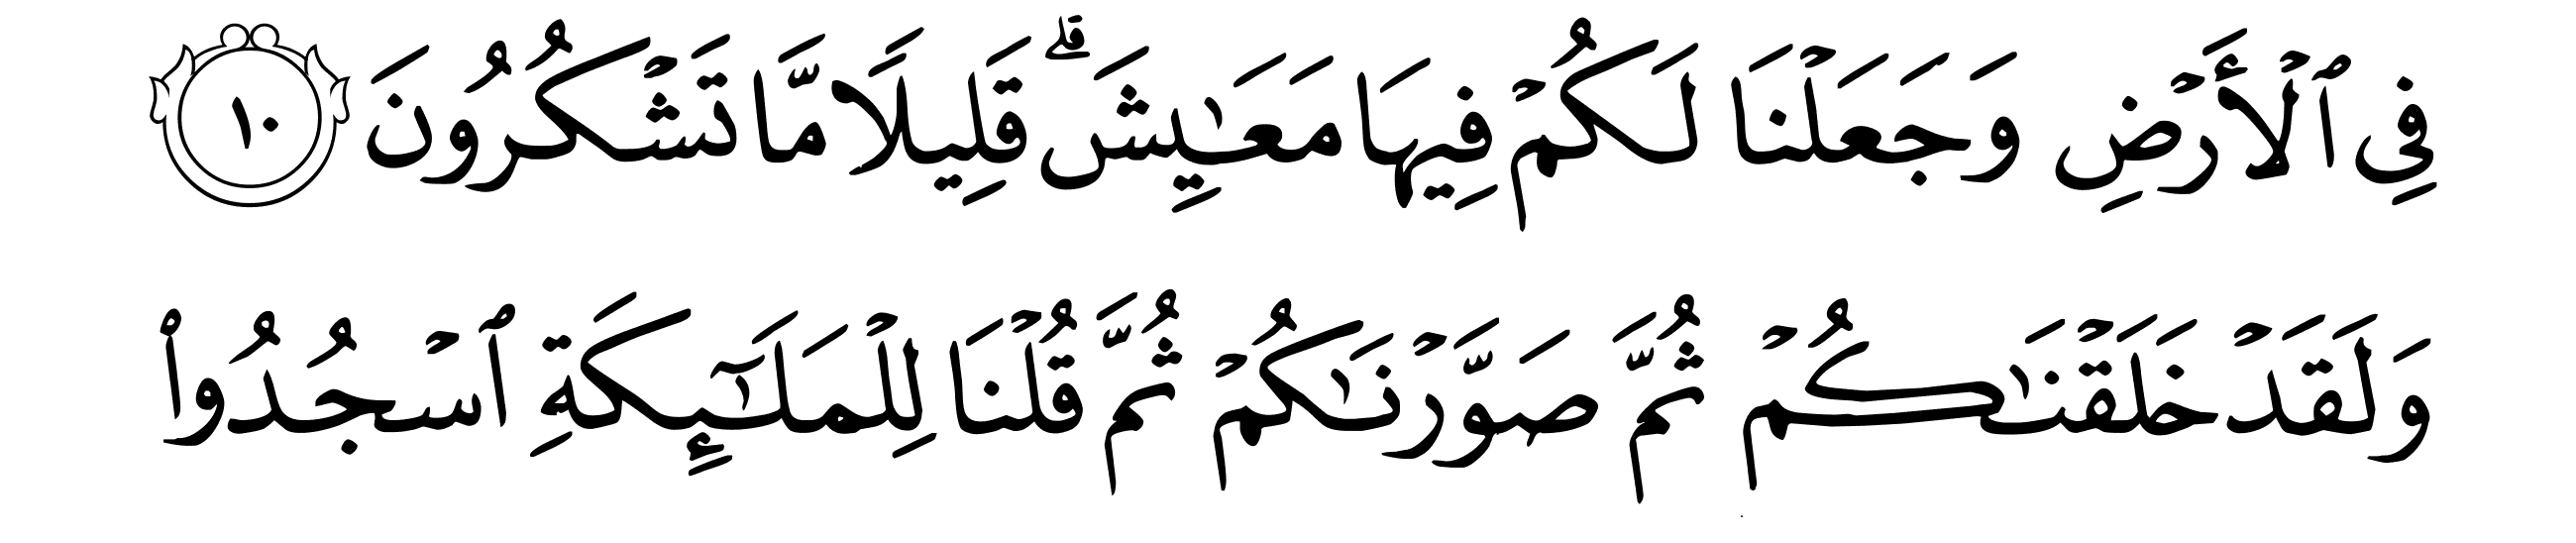 فِى ٱلْأَرْضِ وَجَعَلْنَا لَكُمْ فِيهَا مَعَـٰيِشَ ۗ قَلِيلًا مَّا تَشْكُرُونَ ١٠
وَلَقَدْ خَلَقْنَـٰكُمْ ثُمَّ صَوَّرْنَـٰكُمْ ثُمَّ قُلْنَا لِلْمَلَـٰٓئِكَةِ ٱسْجُدُوا۟